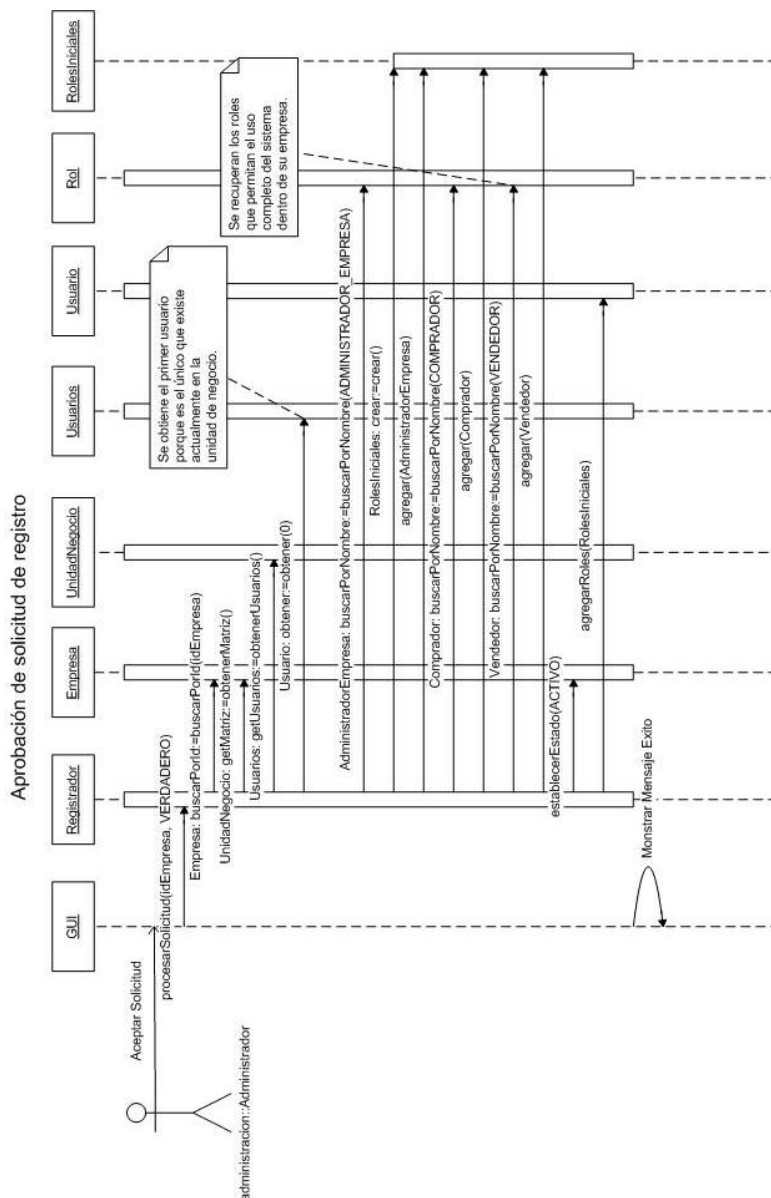 Aprobación de solicitud de registro
GUI
Registrador
Empresa
UnidadNegocio
Usuarios
Usuario
Rol
RolesIniciales
administracion::Administrador
Aceptar Solicitud
procesarSolicitud(idEmpresa, VERDADERO)
Empresa: buscarPorId:=buscarPorId(idEmpresa)
UnidadNegocio: getMatriz:=obtenerMatriz()
Usuarios: getUsuarios:=obtenerUsuarios()
Usuario: obtener:=obtener(0)
Se obtiene el primer usuario
porque es el único que existe
actualmente en la
unidad de negocio.
Se recuperan los roles
que permitan el uso
completo del sistema
dentro de su empresa.
AdministradorEmpresa: buscarPorNombre:=buscarPorNombre(ADMINISTRADOR_EMPRESA)
RolesIniciales: crear:=crear()
agregar(AdministradorEmpresa)
Comprador: buscarPorNombre:=buscarPorNombre(COMPRADOR)
agregar(Comprador)
Vendedor: buscarPorNombre:=buscarPorNombre(VENDEDOR)
agregar(Vendedor)
establecerEstado(ACTIVO)
agregarRoles(RolesIniciales)
Monstrar Mensaje Exito